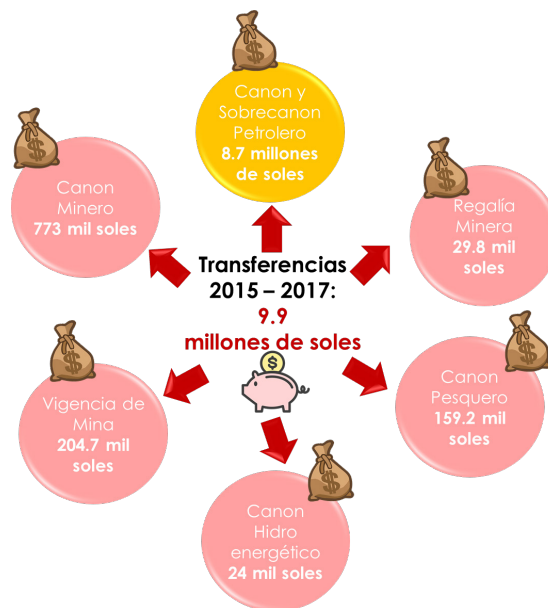 Canon y
Sobrecanon
Petrolero
8.7 millones
de soles
Canon
Minero
773 mil soles
Regalía
Minera
29.8 mil
soles
Transferencias
2015 – 2017:
9.9
millones de soles
Vigencia de
Mina
204.7 mil
soles
Canon
Pesquero
159.2 mil
soles
Canon
Hidro
energético
24 mil soles